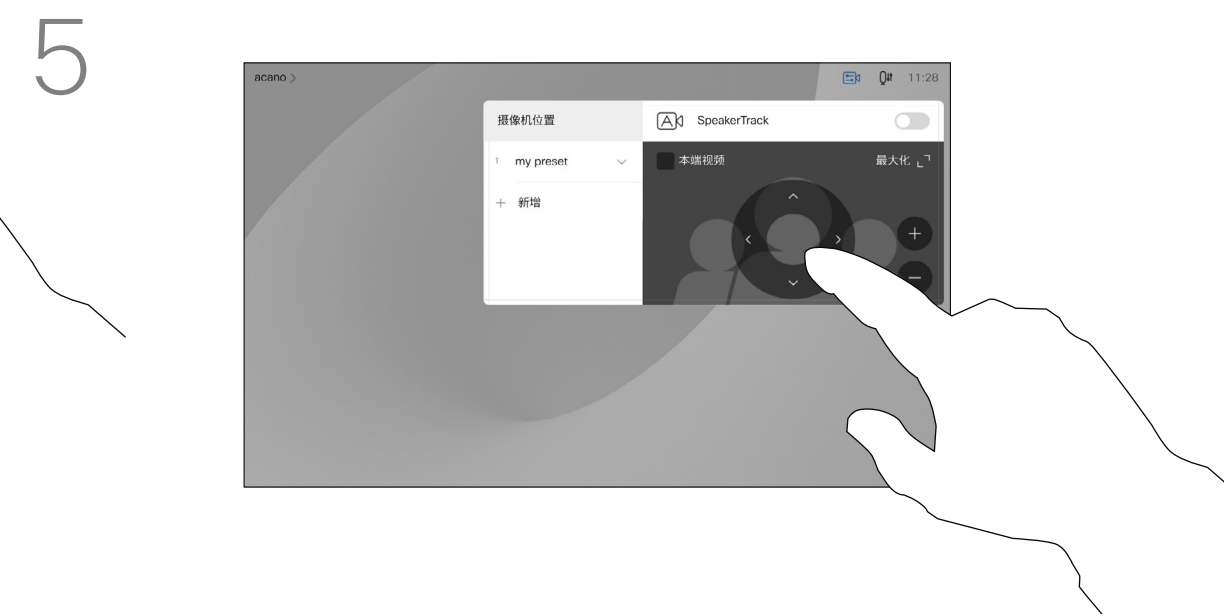 5
acano >
11:28
摄像机位置
SpeakerTrack
1 my preset
本端视频
最大化
+ 新增